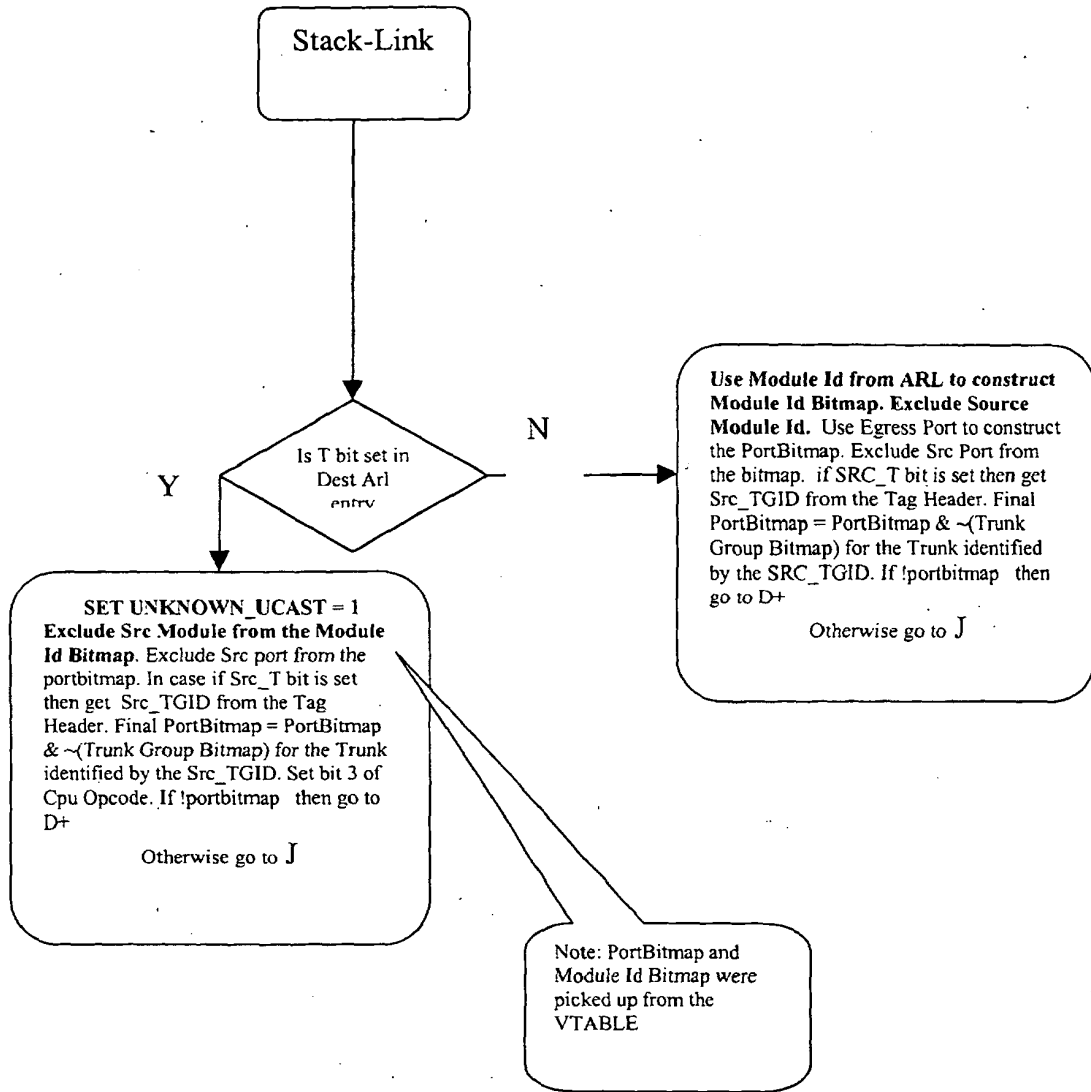 Stack-Link
Is T bit set in
Dest Arl
entry
N
Y
Use Module Id from ARL to construct
Module Id Bitmap. Exclude Source
Module Id. Use Egress Port to construct
the PortBitmap. Exclude Src Port from
the bitmap. if SRC_T bit is set then get
Src_TGID from the Tag Header. Final
PortBitmap = PortBitmap & ~(Trunk
Group Bitmap) for the Trunk identified
by the SRC_TGID. If !portbitmap then
go to D+
Otherwise go to J
SET UNKNOWN_UCAST = 1
Exclude Src Module from the Module
Id Bitmap. Exclude Src port from the
portbitmap. In case if Src_T bit is set
then get Src_TGID from the Tag
Header. Final PortBitmap = PortBitmap
& ~(Trunk Group Bitmap) for the Trunk
identified by the Src_TGID. Set bit 3 of
Cpu Opcode. If !portbitmap then go to
D+
Otherwise go to J
Note: PortBitmap and
Module Id Bitmap were
picked up from the
VTABLE